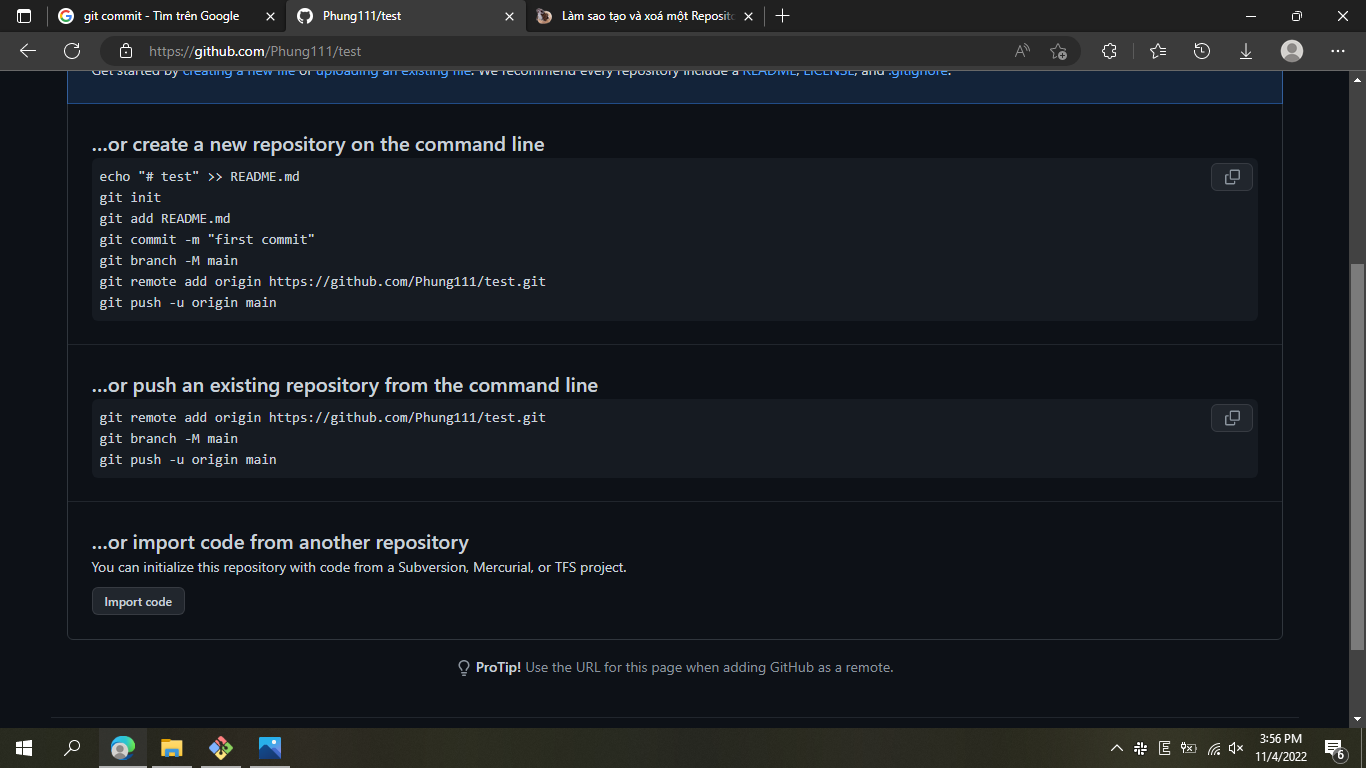 git commit - Tìm trên Google
Phung111/test
Làm sao tạo và xoá một Reposito
https://github.com/Phung111/test
Get started by creating a new file or uploading an existing file. We recommend every repository include a README, LICENSE, and .gitignore.
...or create a new repository on the command line
echo "# test" >> README.md
git init
git add README.md
git commit -m "first commit"
git branch -M main
git remote add origin https://github.com/Phung111/test.git
git push -u origin main
...or push an existing repository from the command line
git remote add origin https://github.com/Phung111/test.git
git branch -M main
git push -u origin main
...or import code from another repository
You can initialize this repository with code from a Subversion, Mercurial, or TFS project.
Import code
ProTip! Use the URL for this page when adding GitHub as a remote.
E
3:56 PM
11/4/2022
6